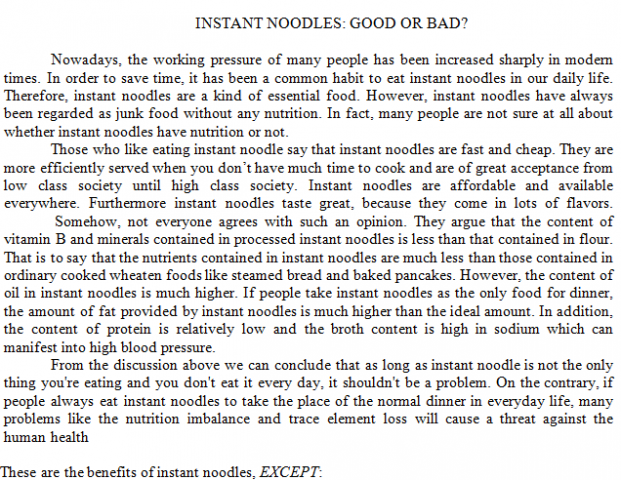 INSTANT NOODLES: GOOD OR BAD?
Nowadays, the working pressure of many people has been increased sharply in modern
times. In order to save time, it has been a common habit to eat instant noodles in our daily life.
Therefore, instant noodles are a kind of essential food. However, instant noodles have always
been regarded as junk food without any nutrition. In fact, many people are not sure at all about
whether instant noodles have nutrition or not.
Those who like eating instant noodle say that instant noodles are fast and cheap. They are
more efficiently served when you don't have much time to cook and are of great acceptance from
low class society until high class society. Instant noodles are affordable and available
everywhere. Furthermore instant noodles taste great, because they come in lots of flavors.
Somehow, not everyone agrees with such an opinion. They argue that the content of
vitamin B and minerals contained in processed instant noodles is less than that contained in flour.
That is to say that the nutrients contained in instant noodles are much less than those contained in
ordinary cooked wheaten foods like steamed bread and baked pancakes. However, the content of
oil in instant noodles is much higher. If people take instant noodles as the only food for dinner,
the amount of fat provided by instant noodles is much higher than the ideal amount. In addition,
the content of protein is relatively low and the broth content is high in sodium which can
manifest into high blood pressure.
From the discussion above we can conclude that as long as instant noodle is not the only
thing you're eating and you don't eat it every day, it shouldn't be a problem. On the contrary, if
people always eat instant noodles to take the place of the normal dinner in everyday life, many
problems like the nutrition imbalance and trace element loss will cause a threat against the
human health
These are the benefits of instant noodles, EXCEPT: